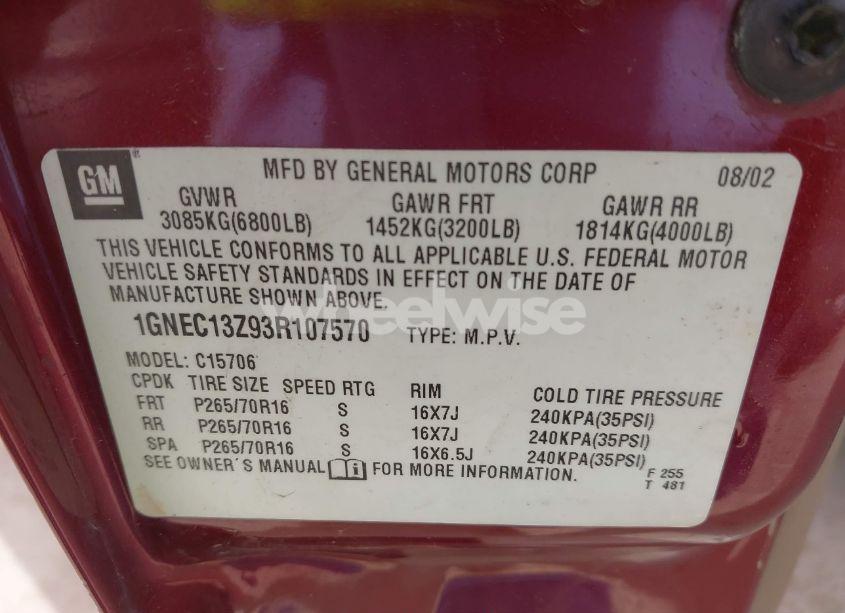 GM
MFD BY GENERAL MOTORS CORP 08/02
GVWR GAWR FRT GAWR RR
3085KG(6800LB) 1452KG(3200LB) 1814KG(4000LB)
THIS VEHICLE CONFORMS TO ALL APPLICABLE U.S. FEDERAL MOTOR
VEHICLE SAFETY STANDARDS IN EFFECT ON THE DATE OF
MANUFACTURE SHOWN ABOVE.
wheelwise
1GNEC13Z93R107570 TYPE: M.P.V.
MODEL: C15706
CPDK TIRE SIZE SPEED RTG RIM COLD TIRE PRESSURE
FRT P265/70R16 S 16X7J 240KPA(35PSI)
RR P265/70R16 S 16X7J 240KPA(35PSI)
SPA P265/70R16 S 16X6.5J 240KPA(35PSI)
SEE OWNER'S MANUAL FOR MORE INFORMATION.
F 255
T 481